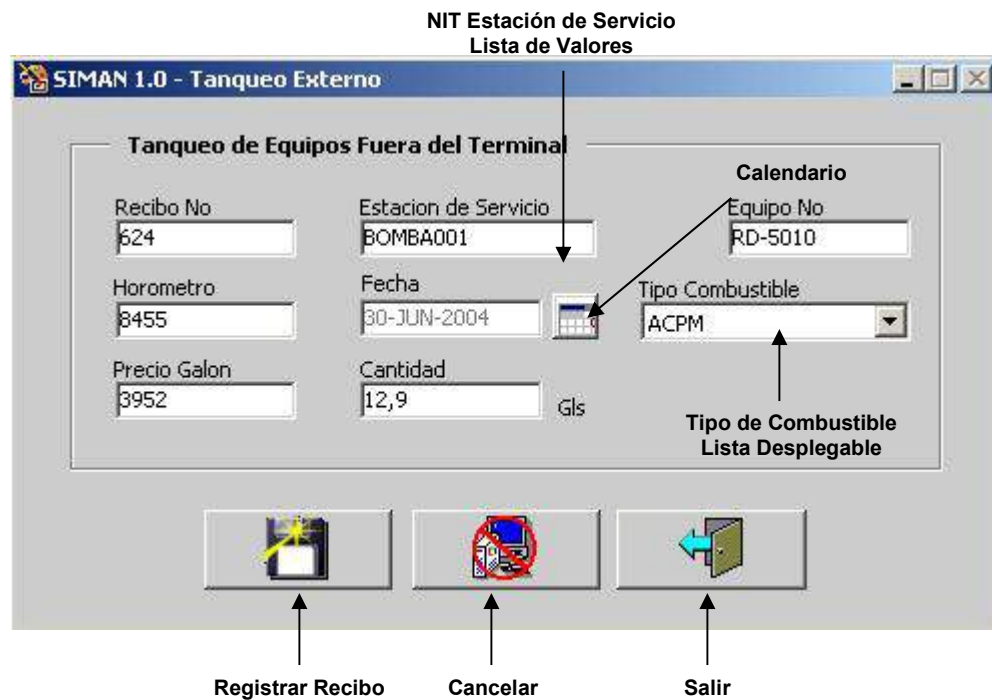 NIT Estación de Servicio
Lista de Valores
SIMAN 1.0 - Tanqueo Externo
Tanqueo de Equipos Fuera del Terminal
Calendario
Recibo No
Estacion de Servicio
Equipo No
624
BOMBA001
RD-5010
Horometro
Fecha
Tipo Combustible
8455
30-JUN-2004
ACPM
Precio Galon
Cantidad
3952
12,9
Gls
Tipo de Combustible
Lista Desplegable
Registrar Recibo
Cancelar
Salir